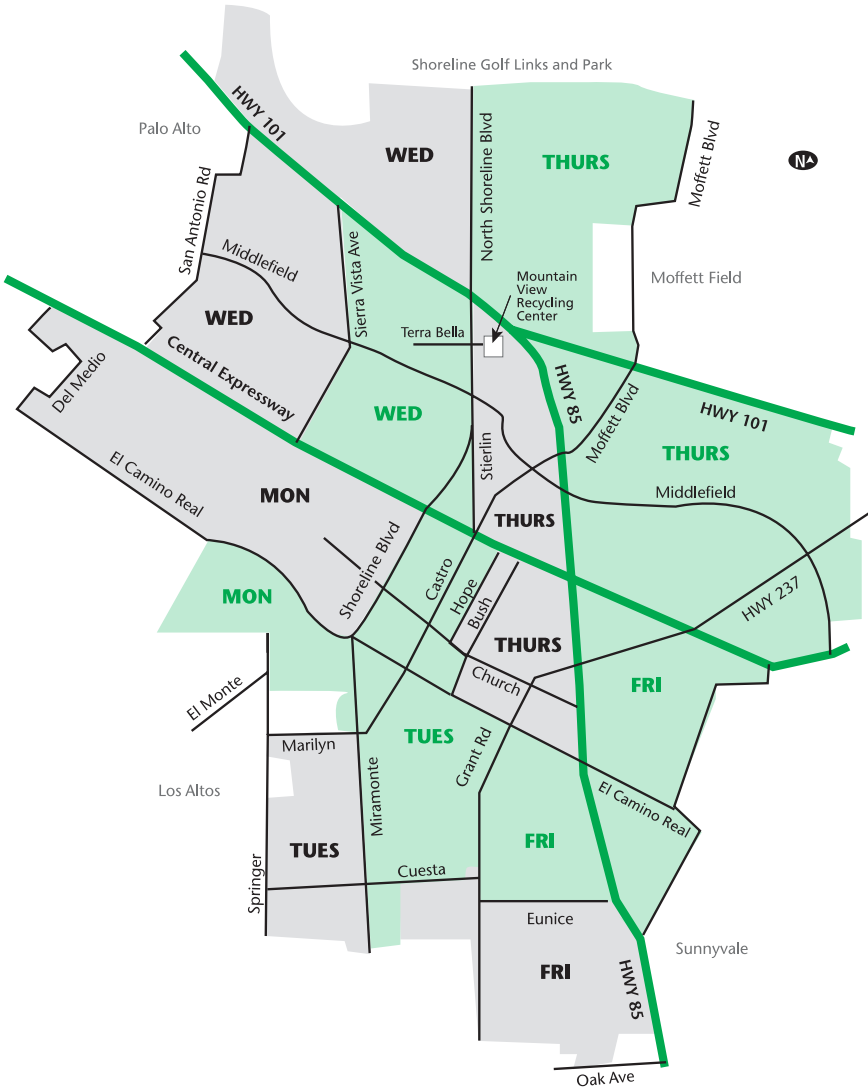 Shoreline Golf Links and Park
HWY 101
Palo Alto
WED
THURS
Moffett Blvd
N
San Antonio Rd
North Shoreline Blvd
Middlefield
Sierra Vista Ave
Mountain
View
Recycling
Center
Moffett Field
WED
Terra Bella
Central Expressway
Del Medio
HWY 85
Moffett Blvd
HWY 101
WED
THURS
El Camino Real
Stierlin
Middlefield
MON
THURS
Shoreline Blvd
Castro
Hope
Bush
HWY 237
MON
THURS
Church
FRI
El Monte
TUES
Marilyn
Grant Rd
Los Altos
Miramonte
El Camino Real
TUES
FRI
Springer
Cuesta
Eunice
Sunnyvale
FRI
HWY 85
Oak Ave